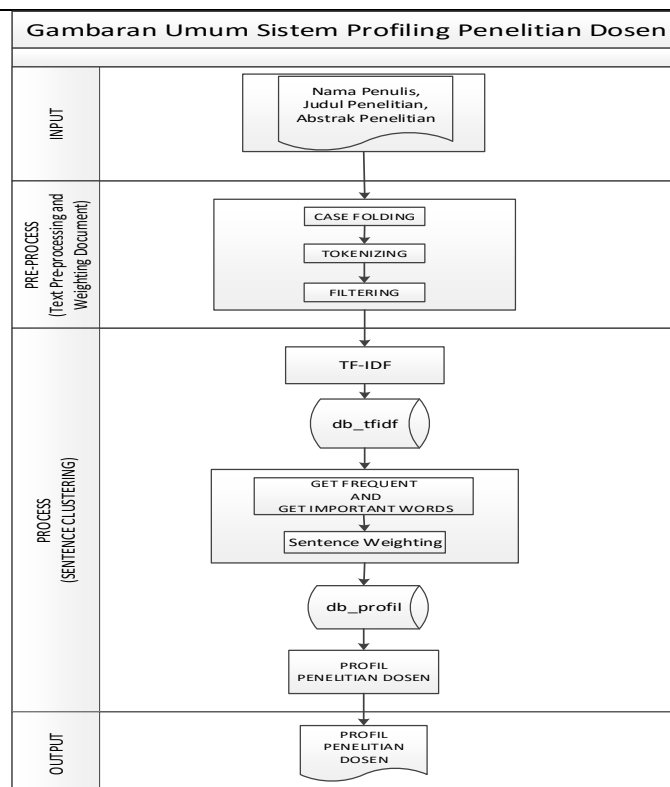 Gambaran Umum Sistem Profiling Penelitian Dosen
INPUT
Nama Penulis,
Judul Penelitian,
Abstrak Penelitian
PRE-PROCESS
(Text Pre-processing and
Weighting Document)
CASE FOLDING
TOKENIZING
FILTERING
PROCESS
(SENTENCE CLUSTERING)
TF-IDF
db_tfidf
GET FREQUENT
AND
GET IMPORTANT WORDS
Sentence Weighting
db_profil
PROFIL
PENELITIAN DOSEN
OUTPUT
PROFIL
PENELITIAN
DOSEN